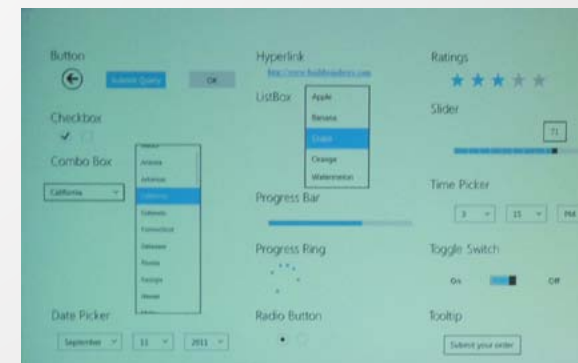 Button
Submit Query OK
Checkbox
Combo Box
California
Arizona
Arkansas
California
Colorado
Connecticut
Delaware
Florida
Georgia
Hawaii
Date Picker
September 11 2011
Hyperlink
ListBox
Apple
Banana
Grape
Orange
Watermelon
Progress Bar
Progress Ring
Radio Button
Ratings
Slider
71
Time Picker
3 15 PM
Toggle Switch
On Off
Tooltip
Submit your order